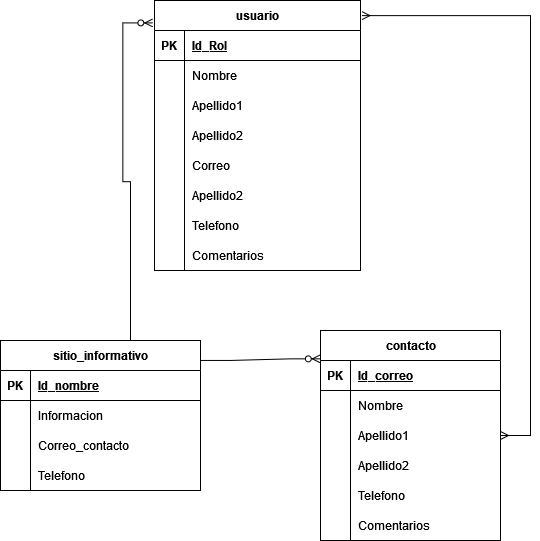 usuario
PK Id_Rol
Nombre
Apellido1
Apellido2
Correo
Apellido2
Telefono
Comentarios
sitio_informativo
PK Id_nombre
Informacion
Correo_contacto
Telefono
contacto
PK Id_correo
Nombre
Apellido1
Apellido2
Telefono
Comentarios